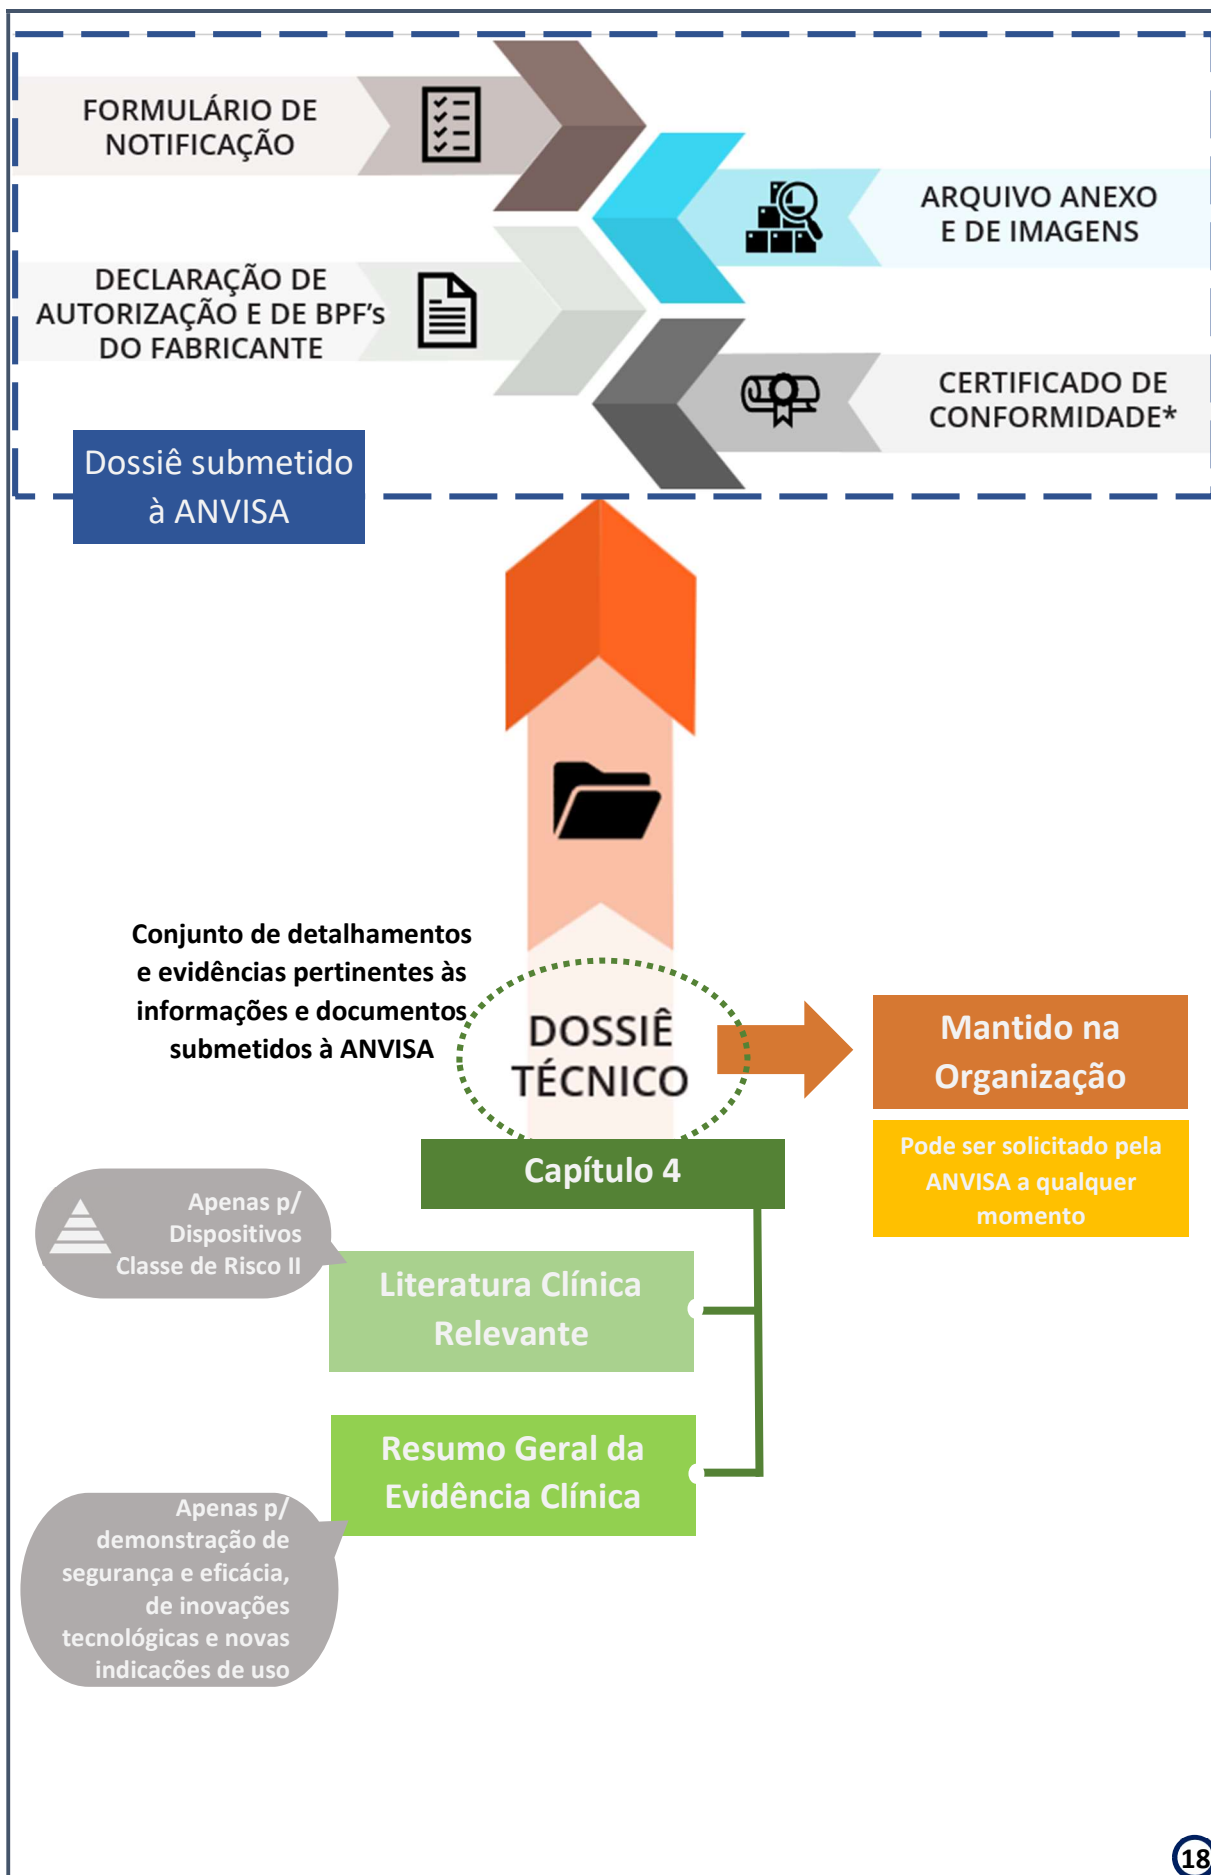 FORMULÁRIO DE
NOTIFICAÇÃO
ARQUIVO ANEXO
E DE IMAGENS
DECLARAÇÃO DE
AUTORIZAÇÃO E DE BPF's
DO FABRICANTE
CERTIFICADO DE
CONFORMIDADE*
Dossiê submetido
à ANVISA
Conjunto de detalhamentos
e evidências pertinentes às
informações e documentos
submetidos à ANVISA
DOSSIÊ
TÉCNICO
Mantido na
Organização
Pode ser solicitado pela
ANVISA a qualquer
momento
Capítulo 4
Apenas p/
Dispositivos
Classe de Risco II
Literatura Clínica
Relevante
Resumo Geral da
Evidência Clínica
Apenas p/
demonstração de
segurança e eficácia,
de inovações
tecnológicas e novas
indicações de uso
18